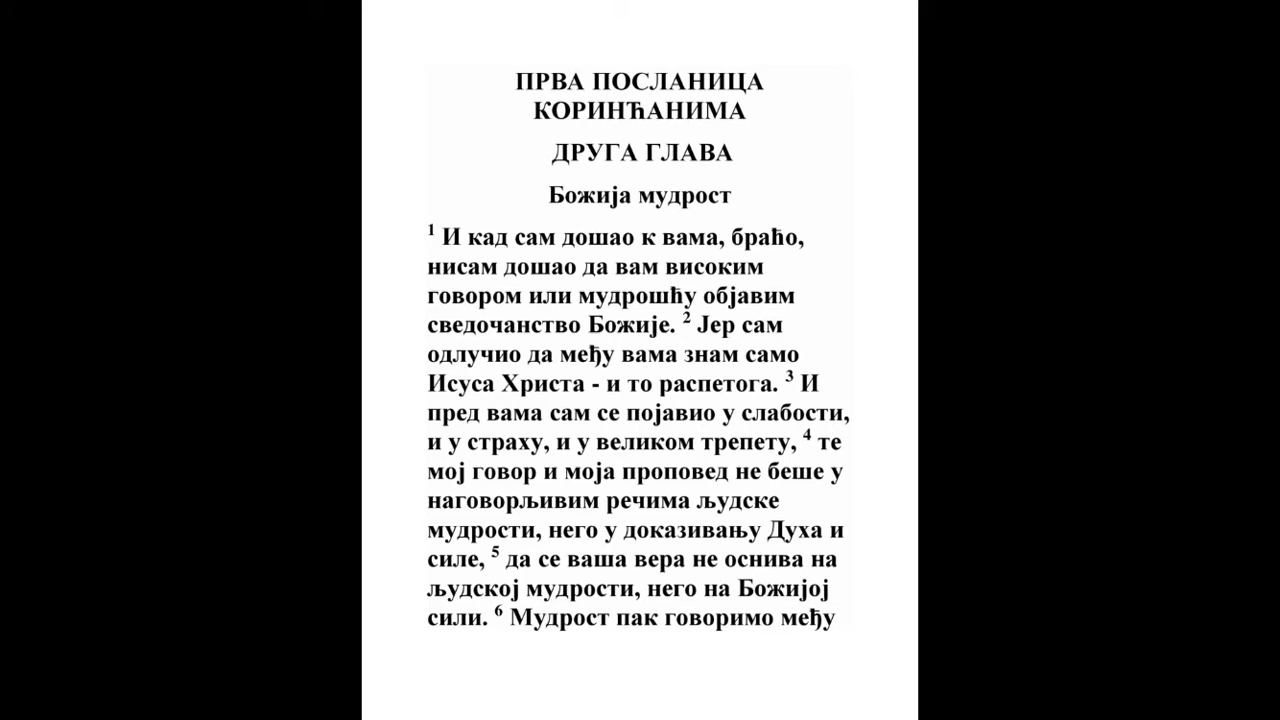 ПРВА ПОСЛАНИЦА
КОРИНЋАНИМА
ДРУГА ГЛАВА
Божија мудрост
1 И кад сам дошао к вама, браћо,
нисам дошао да вам високим
говором или мудрошћу објавим
сведочанство Божије. 2 Јер сам
одлучио да међу вама знам само
Исуса Христа - и то распетога. 3 И
пред вама сам се појавио у слабости,
и у страху, и у великом трепету, 4 те
мој говор и моја проповед не беше у
наговорљивим речима људске
мудрости, него у доказивању Духа и
силе, 5 да се ваша вера не оснива на
људској мудрости, него на Божијој
сили. 6 Мудрост пак говоримо међу